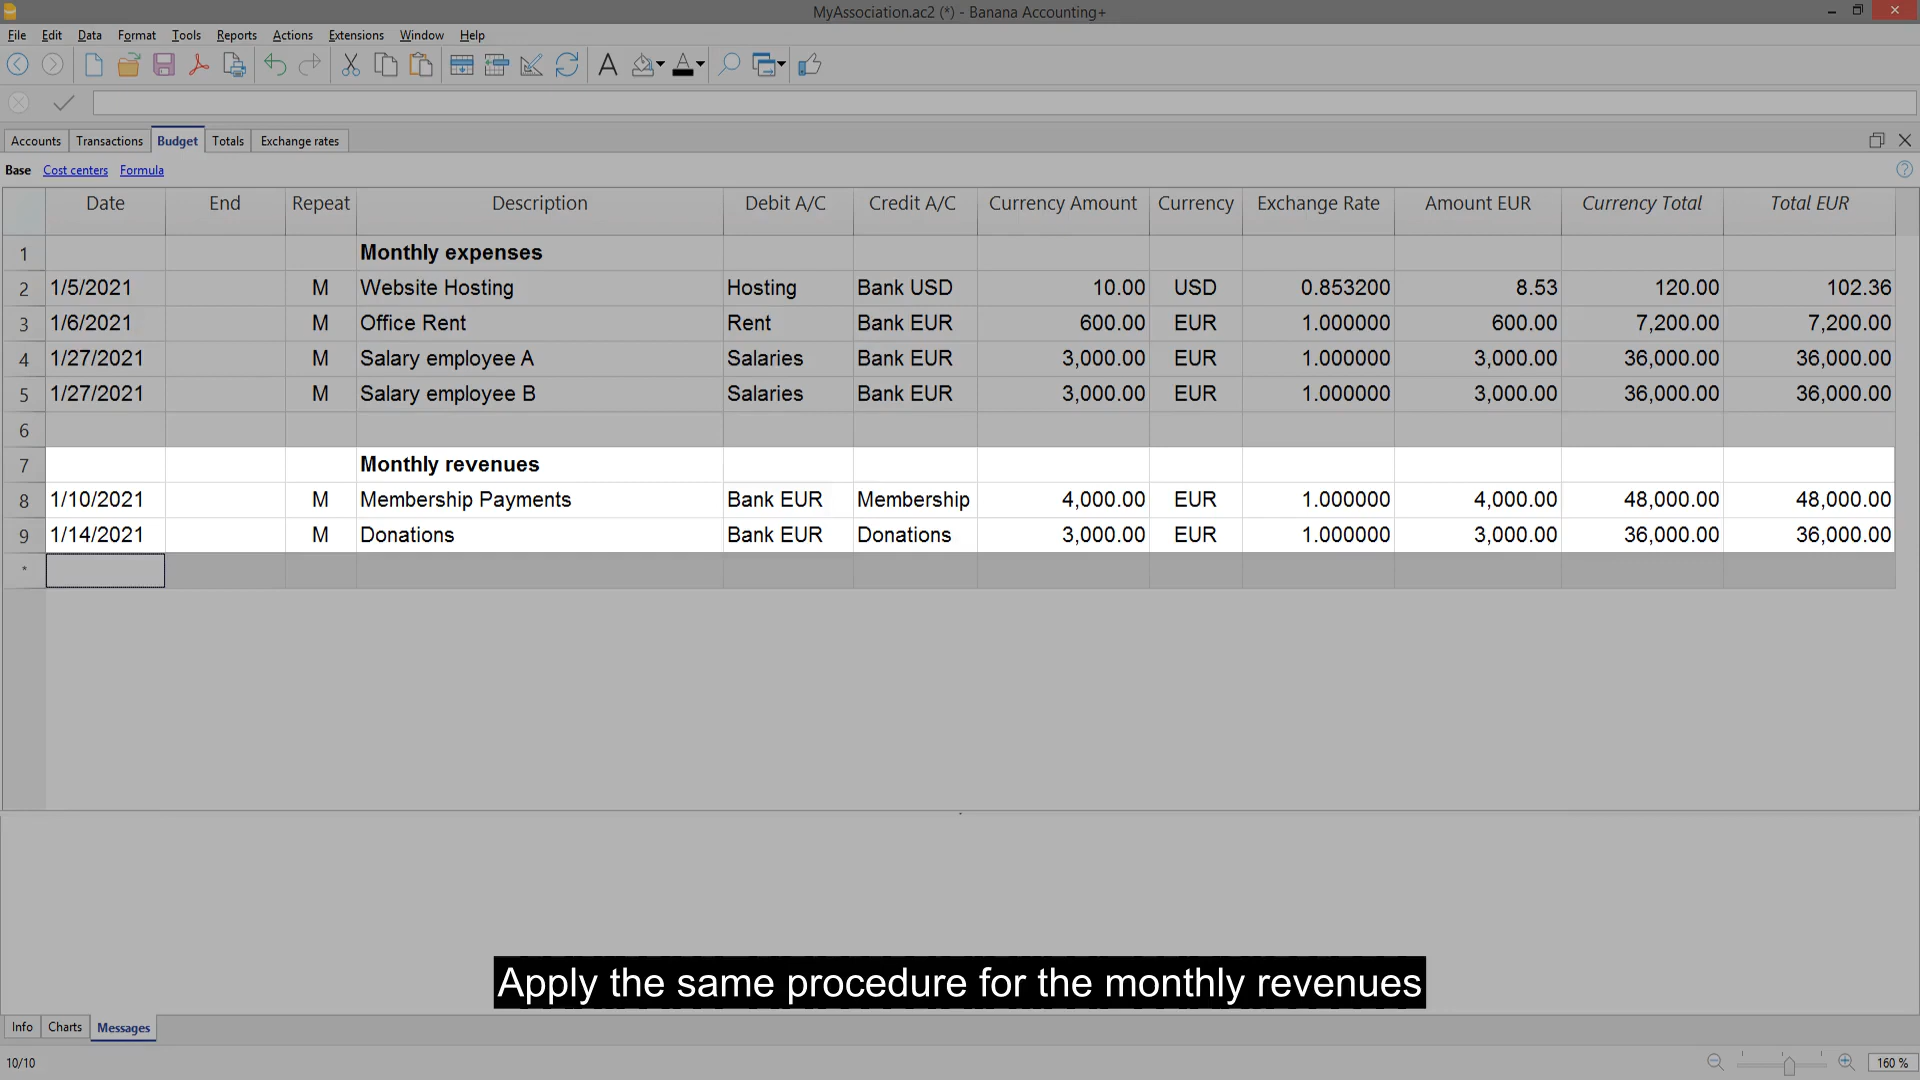 MyAssociation.ac2 (*) - Banana Accounting+
File Edit Data Format Tools Reports Actions Extensions Window Help
Accounts Transactions Budget Totals Exchange rates
Base Cost centers Formula
Date End Repeat Description Debit A/C Credit A/C Currency Amount Currency Exchange Rate Amount EUR Currency Total Total EUR
1 Monthly expenses
2 1/5/2021 M Website Hosting Hosting Bank USD 10.00 USD 0.853200 8.53 120.00 102.36
3 1/6/2021 M Office Rent Rent Bank EUR 600.00 EUR 1.000000 600.00 7,200.00 7,200.00
4 1/27/2021 M Salary employee A Salaries Bank EUR 3,000.00 EUR 1.000000 3,000.00 36,000.00 36,000.00
5 1/27/2021 M Salary employee B Salaries Bank EUR 3,000.00 EUR 1.000000 3,000.00 36,000.00 36,000.00
6
7 Monthly revenues
8 1/10/2021 M Membership Payments Bank EUR Membership 4,000.00 EUR 1.000000 4,000.00 48,000.00 48,000.00
9 1/14/2021 M Donations Bank EUR Donations 3,000.00 EUR 1.000000 3,000.00 36,000.00 36,000.00
*
Apply the same procedure for the monthly revenues
Info Charts Messages
10/10 160 %